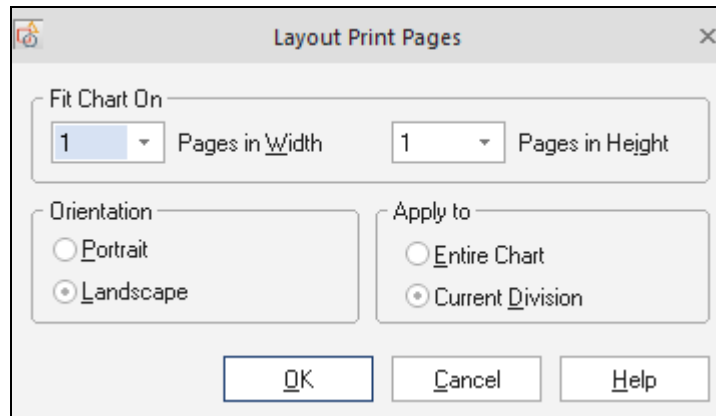 Layout Print Pages
Fit Chart On
1 Pages in Width 1 Pages in Height
Orientation Apply to
Portrait Entire Chart
Landscape Current Division
OK Cancel Help